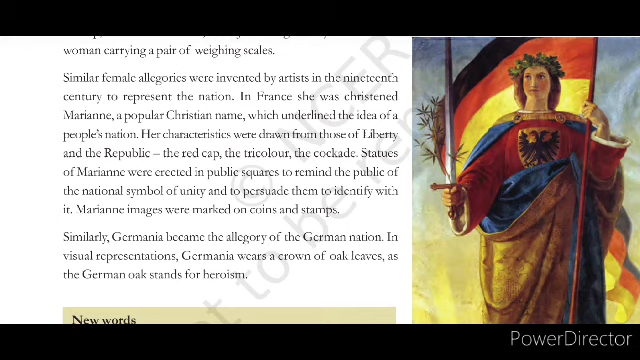 woman carrying a pair of weighing scales.
Similar female allegories were invented by artists in the nineteenth
century to represent the nation. In France she was christened
Marianne, a popular Christian name, which underlined the idea of a
people's nation. Her characteristics were drawn from those of Liberty
and the Republic – the red cap, the tricolour, the cockade. Statues
of Marianne were erected in public squares to remind the public of
the national symbol of unity and to persuade them to identify with
it. Marianne images were marked on coins and stamps.
Similarly, Germania became the allegory of the German nation. In
visual representations, Germania wears a crown of oak leaves, as
the German oak stands for heroism.
New words
PowerDirector